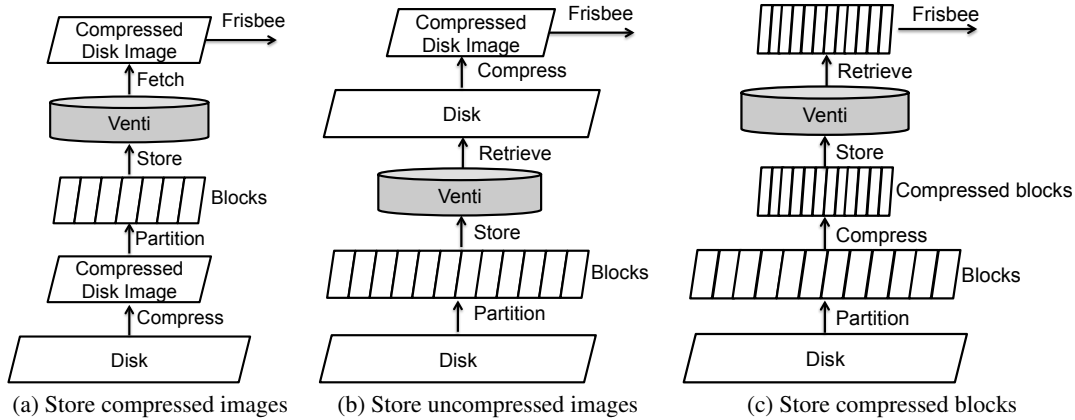 Compressed
Disk Image
Frisbee
Fetch
Venti
Store
Blocks
Partition
Compressed
Disk Image
Compress
Disk
(a) Store compressed images
Compressed
Disk Image
Frisbee
Compress
Disk
Retrieve
Venti
Store
Blocks
Partition
Disk
(b) Store uncompressed images
Frisbee
Retrieve
Venti
Store
Compressed blocks
Compress
Blocks
Partition
Disk
(c) Store compressed blocks